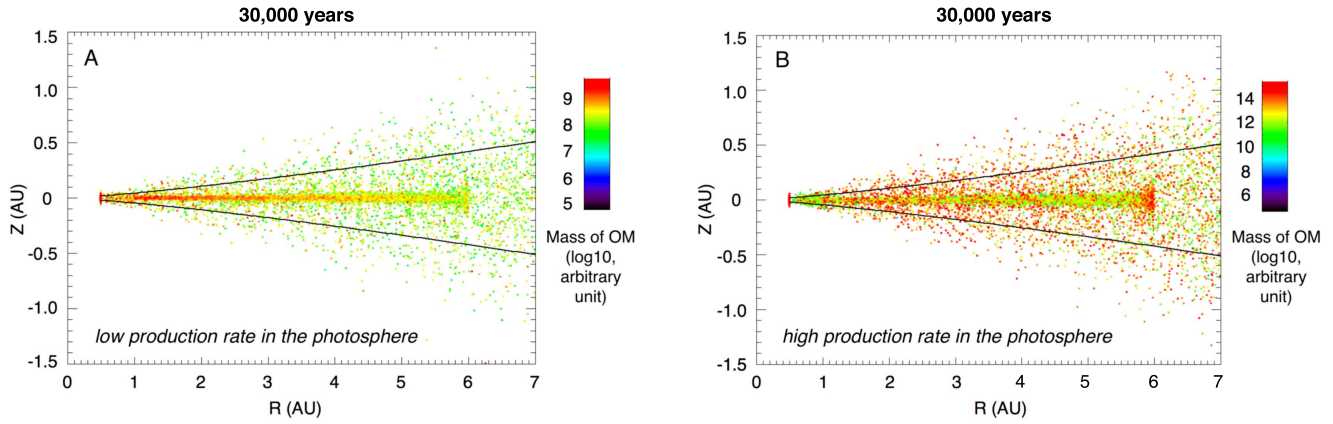 30,000 years
A
1.5
1.0
0.5
0
-0.5
-1.0
-1.5
Z (AU)
0 1 2 3 4 5 6 7
R (AU)
low production rate in the photosphere
9
8
7
6
5
Mass of OM
(log10,
arbitrary
unit)
30,000 years
B
1.5
1.0
0.5
0
-0.5
-1.0
-1.5
Z (AU)
0 1 2 3 4 5 6 7
R (AU)
high production rate in the photosphere
14
12
10
8
6
Mass of OM
(log10,
arbitrary
unit)